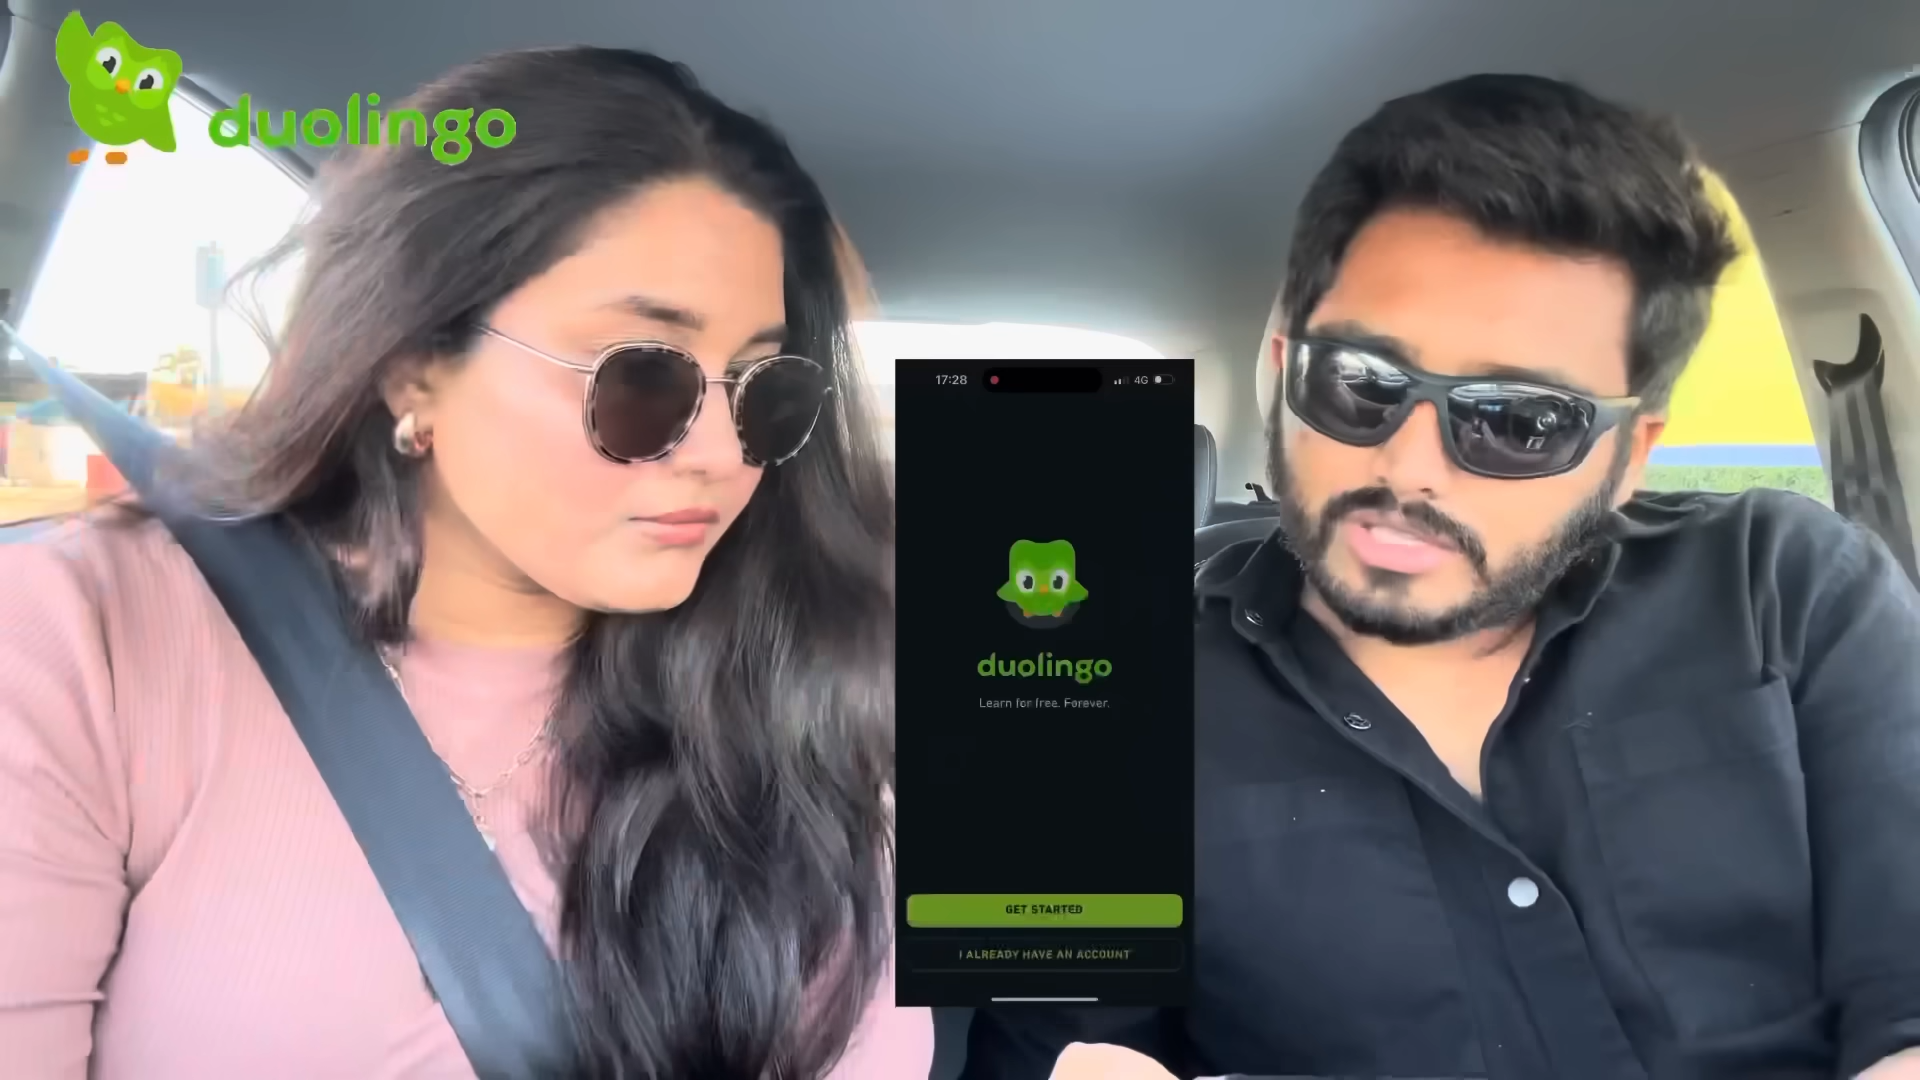 duolingo
17:28 4G
duolingo
Learn for free. Forever.
GET STARTED
I ALREADY HAVE AN ACCOUNT